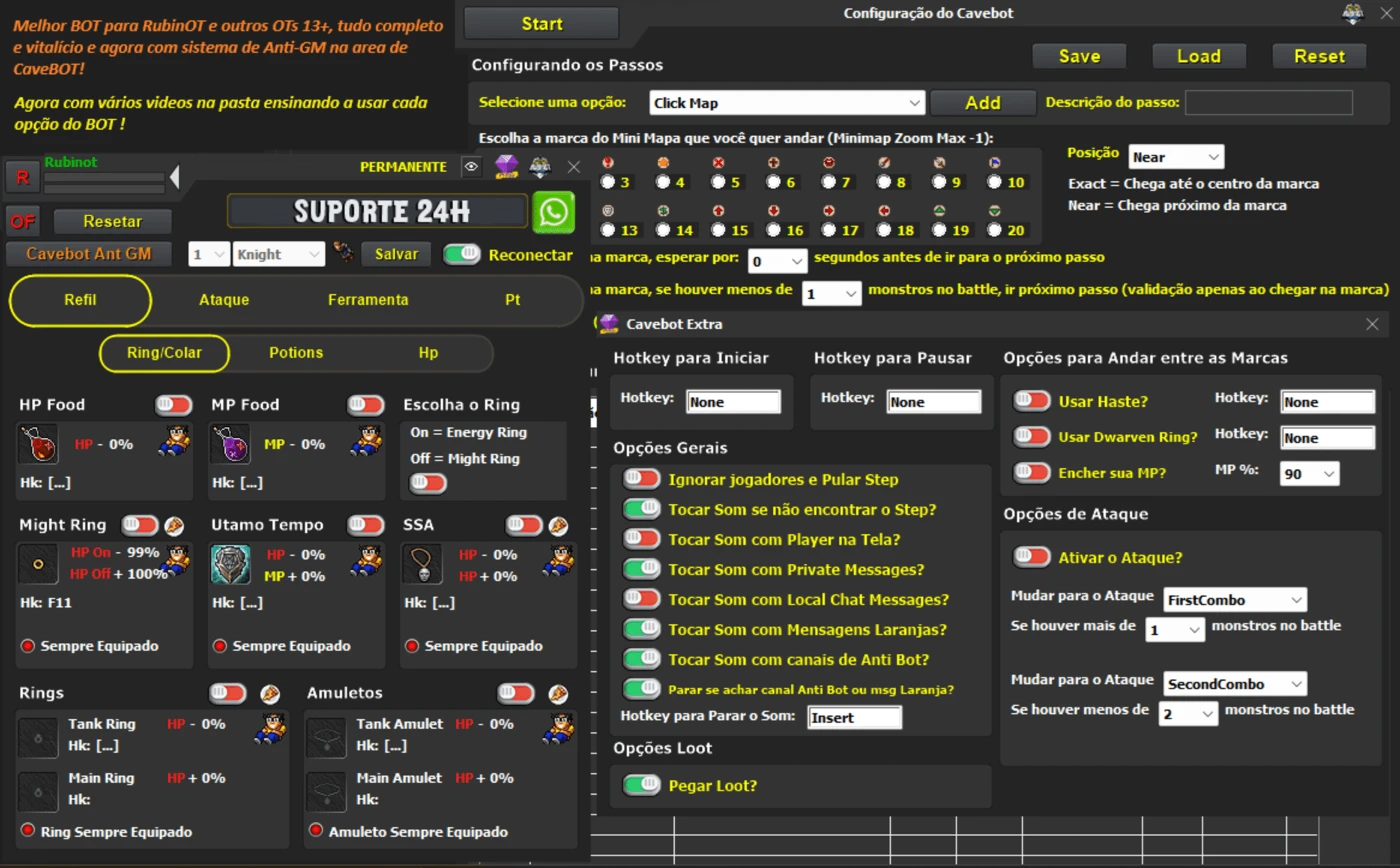 Melhor BOT para RubinOT e outros OTs 13+, tudo completo
e vitalício e agora com sistema de Anti-GM na area de
CaveBOT!
Agora com vários videos na pasta ensinando a usar cada
opção do BOT !
Start
Configuração do Cavebot
Save Load Reset
Configurando os Passos
Selecione uma opção: Click Map Add Descrição do passo:
Escolha a marca do Mini Mapa que você quer andar (Minimap Zoom Max -1):
3 4 5 6 7 8 9 10
13 14 15 16 17 18 19 20
Posição Near
Exact = Chega até o centro da marca
Near = Chega próximo da marca
marca, esperar por: 0 segundos antes de ir para o próximo passo
marca, se houver menos de 1 monstros no battle, ir próximo passo (validação apenas ao chegar na marca)
R Rubinot PERMANENTE
OF Resetar SUPORTE 24H
Cavebot Ant GM 1 Knight Salvar Reconectar
Refil Ataque Ferramenta Pt
Ring/Colar Potions Hp
HP Food MP Food Escolha o Ring
HP - 0% MP - 0% On = Energy Ring
Off = Might Ring
Hk: [...] Hk: [...]
Might Ring Utamo Tempo SSA
HP On - 99% HP - 0% HP - 0%
HP Off + 100% MP + 0% HP + 0%
Hk: F11 Hk: [...] Hk: [...]
Sempre Equipado Sempre Equipado Sempre Equipado
Rings Amuletos
Tank Ring HP - 0% Tank Amulet HP - 0%
Hk: [...] Hk: [...]
Main Ring HP + 0% Main Amulet HP + 0%
Hk: Hk:
Ring Sempre Equipado Amuleto Sempre Equipado
Cavebot Extra
Hotkey para Iniciar Hotkey para Pausar
Hotkey: None Hotkey: None
Opções Gerais
Ignorar jogadores e Pular Step
Tocar Som se não encontrar o Step?
Tocar Som com Player na Tela?
Tocar Som com Private Messages?
Tocar Som com Local Chat Messages?
Tocar Som com Mensagens Laranjas?
Tocar Som com canais de Anti Bot?
Parar se achar canal Anti Bot ou msg Laranja?
Hotkey para Parar o Som: Insert
Opções Loot
Pegar Loot?
Opções para Andar entre as Marcas
Usar Haste? Hotkey: None
Usar Dwarven Ring? Hotkey: None
Encher sua MP? MP %: 90
Opções de Ataque
Ativar o Ataque?
Mudar para o Ataque FirstCombo
Se houver mais de 1 monstros no battle
Mudar para o Ataque SecondCombo
Se houver menos de 2 monstros no battle